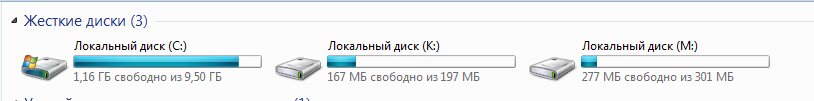 Жесткие диски (3)
Локальный диск (C:)
1,16 ГБ свободно из 9,50 ГБ
Локальный диск (K:)
167 МБ свободно из 197 МБ
Локальный диск (M:)
277 МБ свободно из 301 МБ